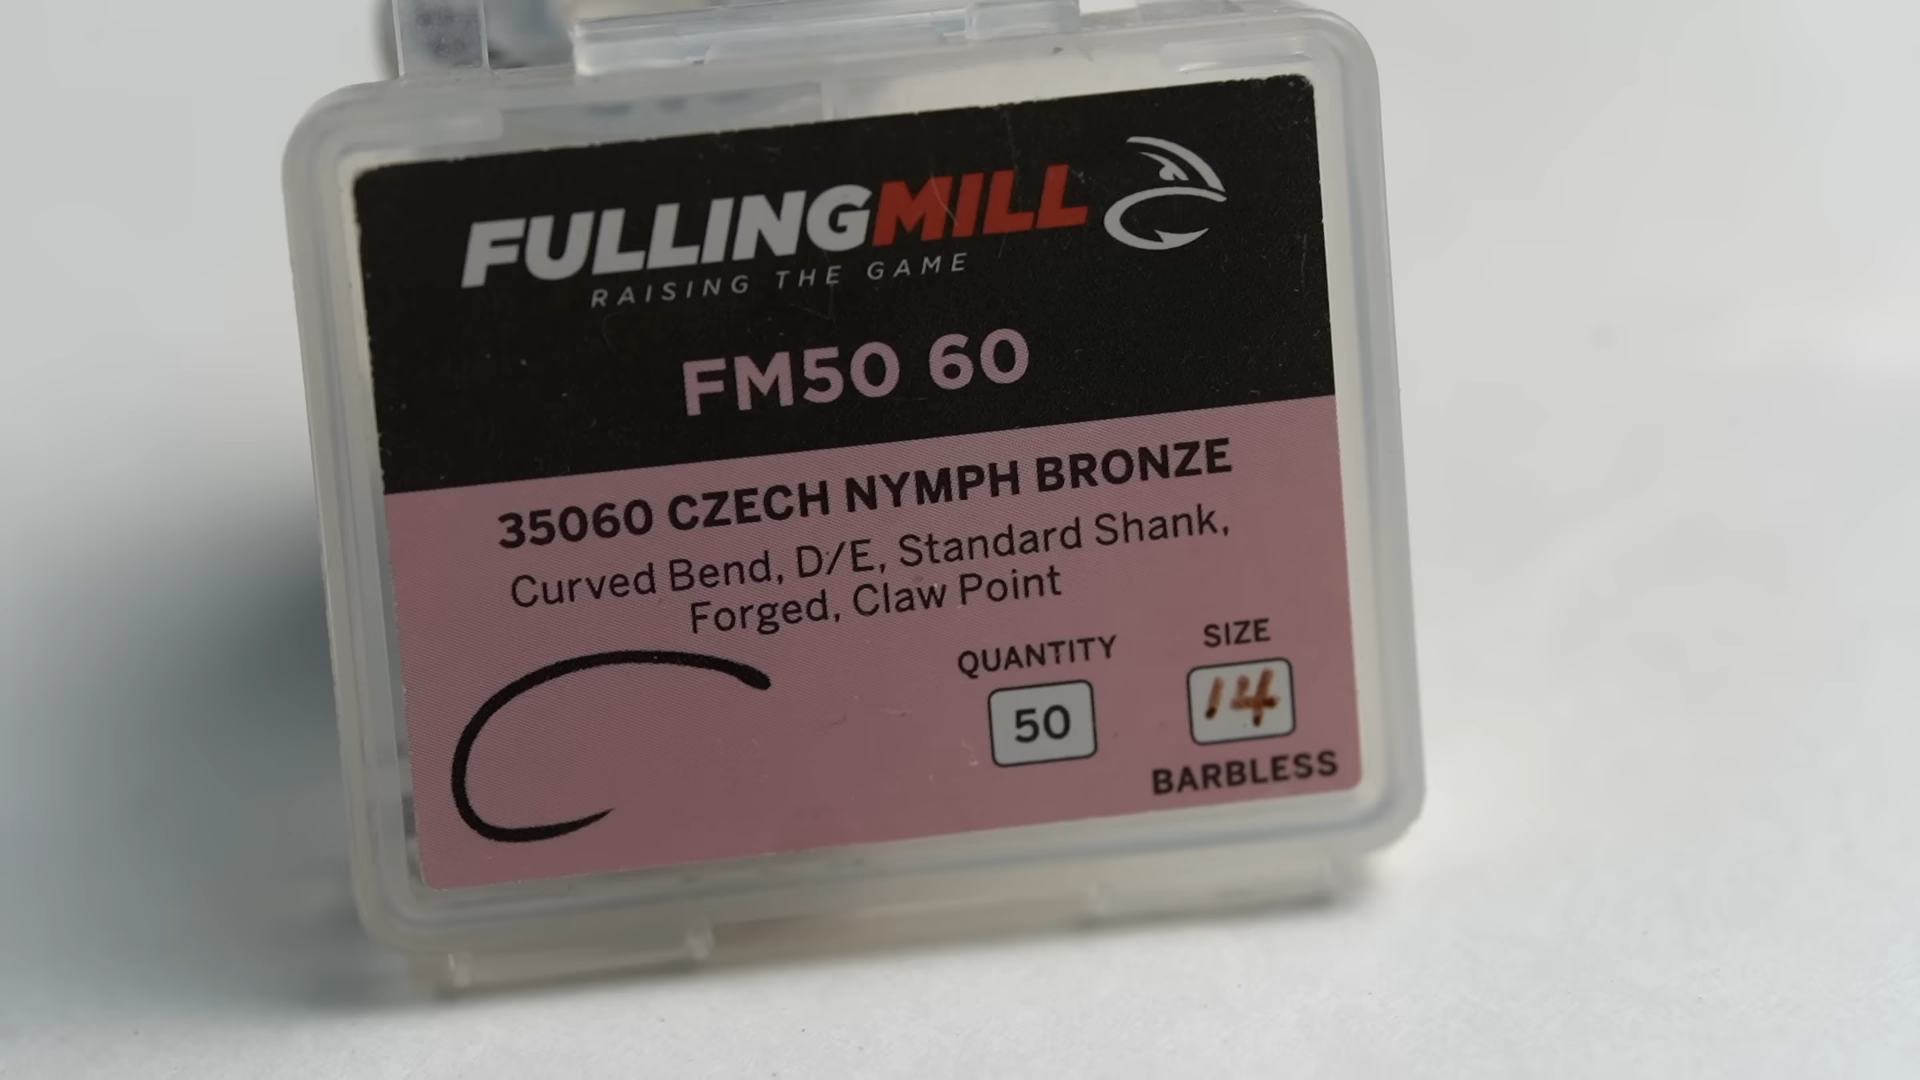 FULLINGMILL
RAISING THE GAME
FM50 60
35060 CZECH NYMPH BRONZE
Curved Bend, D/E, Standard Shank,
Forged, Claw Point
QUANTITY
50
SIZE
14
BARBLESS